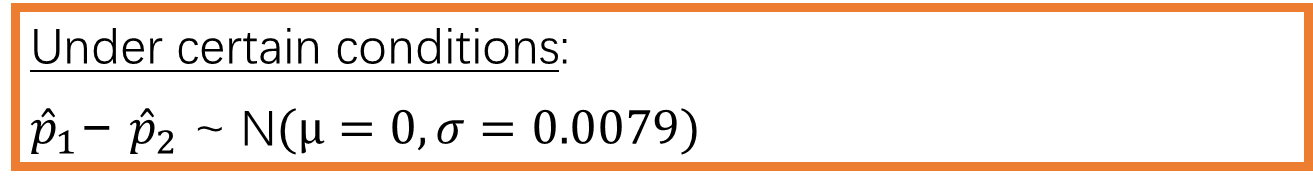 Under certain conditions:
p̂₁ − p̂₂ ~ N(μ = 0, σ = 0.0079)